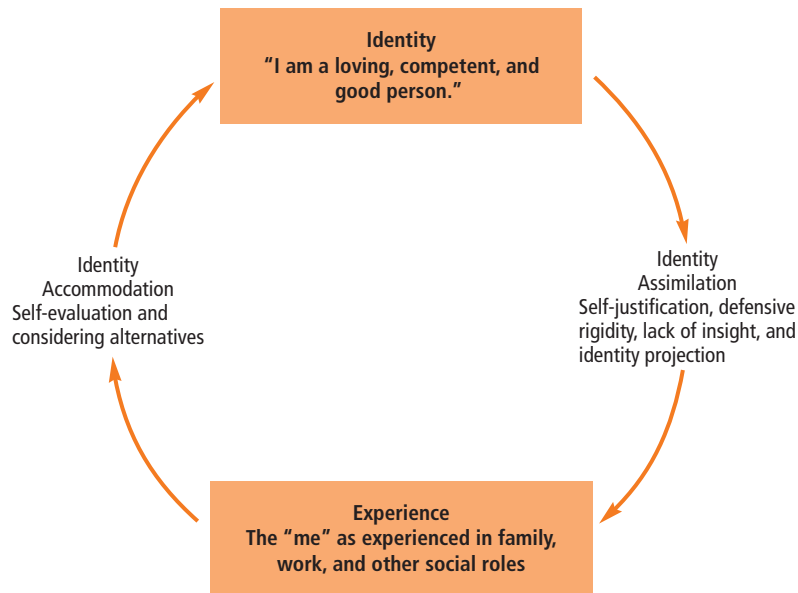 Identity
“I am a loving, competent, and
good person.”
Identity
Accommodation
Self-evaluation and
considering alternatives
Identity
Assimilation
Self-justification, defensive
rigidity, lack of insight, and
identity projection
Experience
The “me” as experienced in family,
work, and other social roles